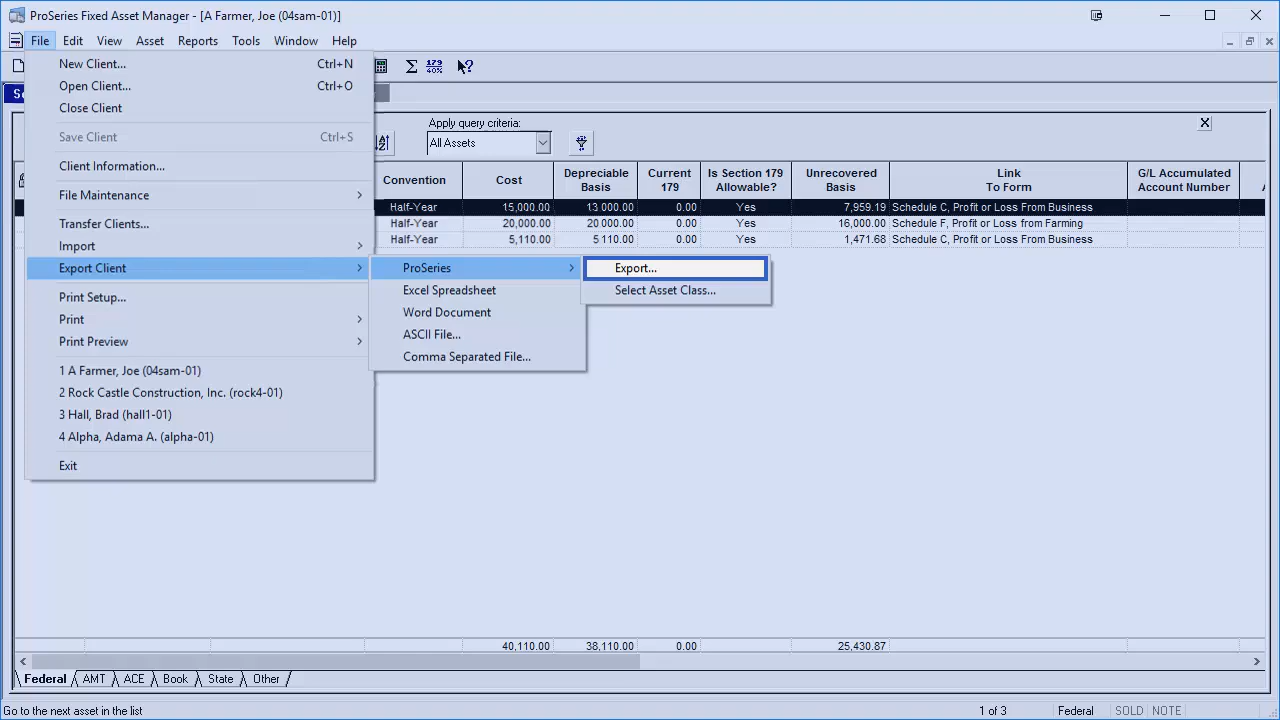 ProSeries Fixed Asset Manager - [A Farmer, Joe (04sam-01)]
File Edit View Asset Reports Tools Window Help
New Client... Ctrl+N
Open Client... Ctrl+O
Close Client
Save Client Ctrl+S
Client Information...
File Maintenance
Transfer Clients...
Import
Export Client
Print Setup...
Print
Print Preview
1 A Farmer, Joe (04sam-01)
2 Rock Castle Construction, Inc. (rock4-01)
3 Hall, Brad (hall1-01)
4 Alpha, Adama A. (alpha-01)
Exit
ProSeries
Excel Spreadsheet
Word Document
ASCII File...
Comma Separated File...
Export...
Select Asset Class...
Apply query criteria:
All Assets
Convention Cost Depreciable Basis Current 179 Is Section 179 Allowable? Unrecovered Basis Link To Form G/L Accumulated Account Number
Half-Year 15,000.00 13,000.00 0.00 Yes 7,959.19 Schedule C, Profit or Loss From Business
Half-Year 20,000.00 20,000.00 0.00 Yes 16,000.00 Schedule F, Profit or Loss From Farming
Half-Year 5,110.00 5,110.00 0.00 Yes 1,471.68 Schedule C, Profit or Loss From Business
40,110.00 38,110.00 0.00 25,430.87
Federal AMT ACE Book State Other
Go to the next asset in the list 1 of 3 Federal SOLD NOTE